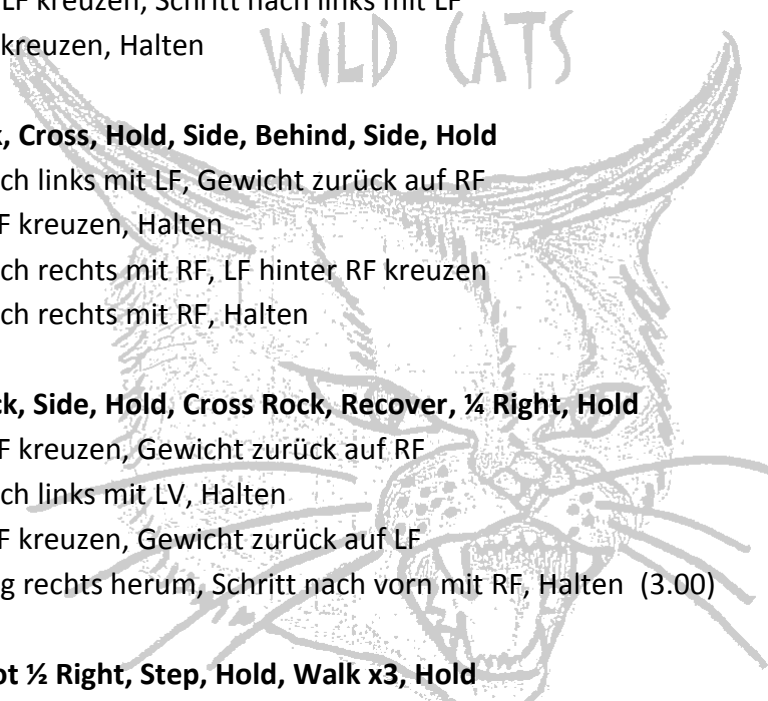 LF kreuzen, Schritt nach links mit LF
WiLD CATS
kreuzen, Halten
, Cross, Hold, Side, Behind, Side, Hold
ch links mit LF, Gewicht zurück auf RF
F kreuzen, Halten
ch rechts mit RF, LF hinter RF kreuzen
ch rechts mit RF, Halten
ck, Side, Hold, Cross Rock, Recover, ¼ Right, Hold
F kreuzen, Gewicht zurück auf RF
ch links mit LV, Halten
F kreuzen, Gewicht zurück auf LF
g rechts herum, Schritt nach vorn mit RF, Halten (3.00)
ot ½ Right, Step, Hold, Walk x3, Hold